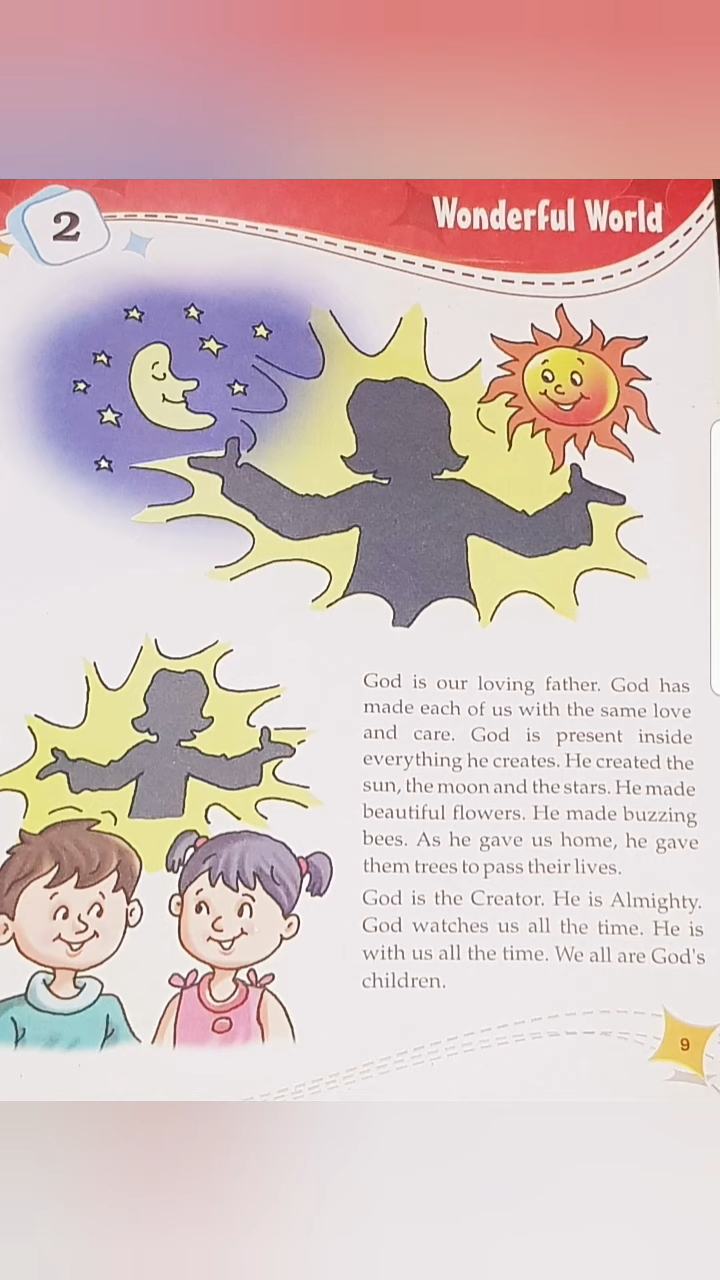 2
Wonderful World
God is our loving father. God has
made each of us with the same love
and care. God is present inside
everything he creates. He created the
sun, the moon and the stars. He made
beautiful flowers. He made buzzing
bees. As he gave us home, he gave
them trees to pass their lives.
God is the Creator. He is Almighty.
God watches us all the time. He is
with us all the time. We all are God's
children.
9